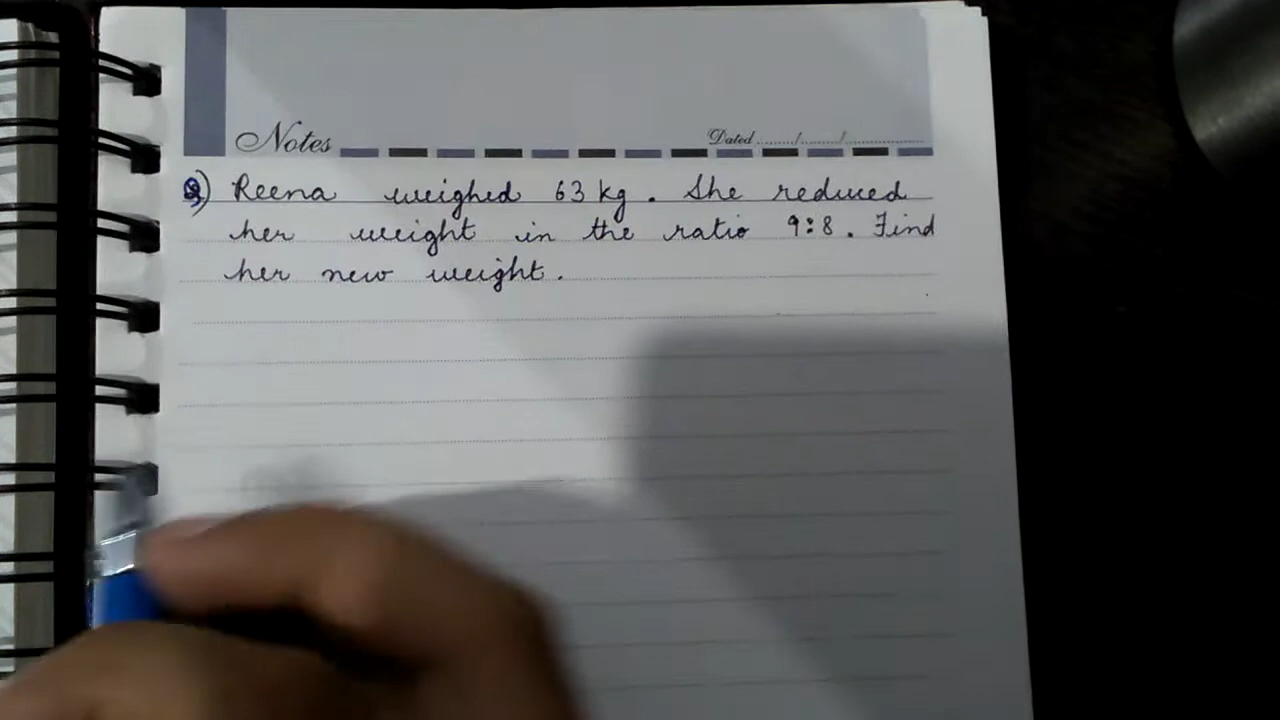 Notes
Dated ......../......../................
Q) Reena weighed 63 kg. She reduced
her weight in the ratio 9:8. Find
her new weight.